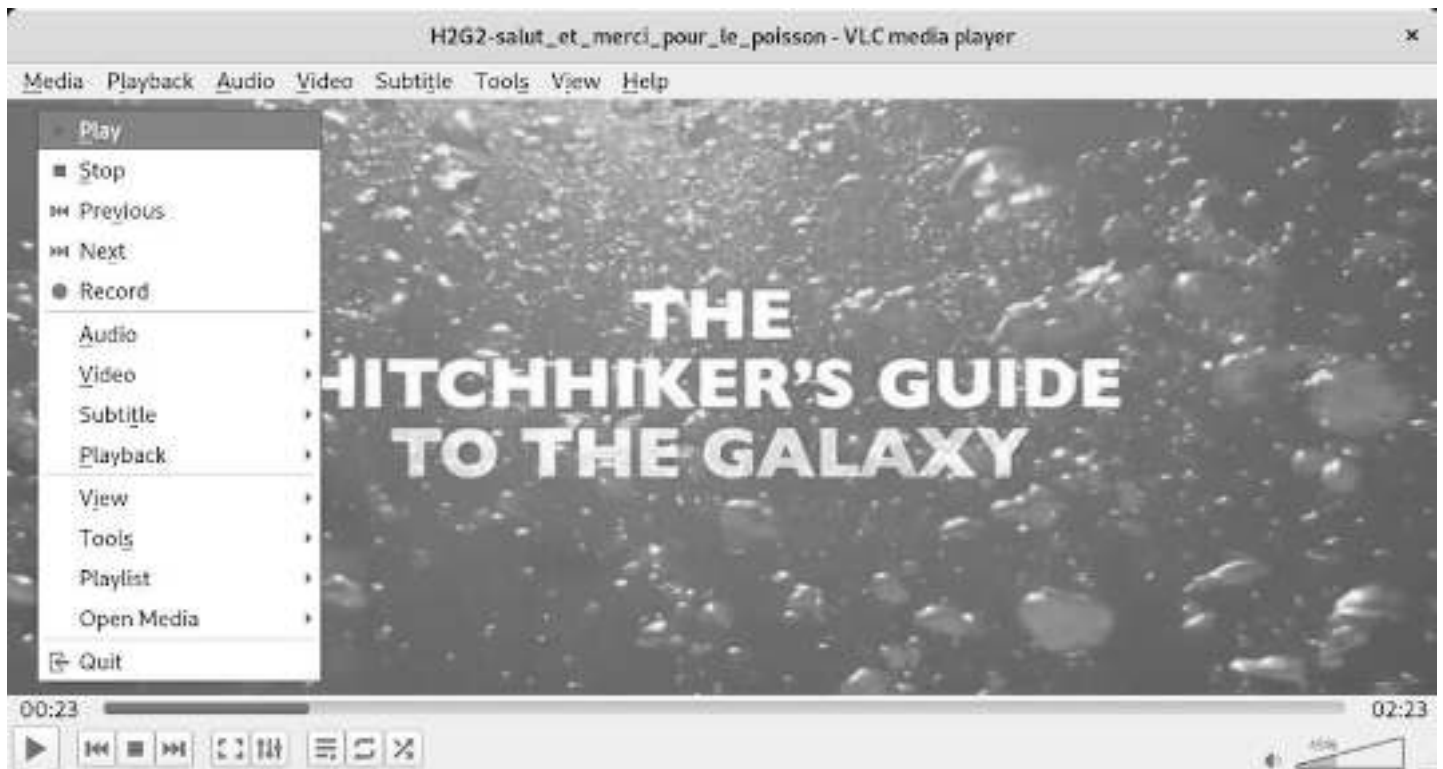 H2G2-salut_et_merci_pour_le_poisson - VLC media player
Media Playback Audio Video Subtitle Tools View Help
Play
Stop
Previous
Next
Record
Audio
Video
Subtitle
Playback
View
Tools
Playlist
Open Media
Quit
THE
HITCHHIKER'S GUIDE
TO THE GALAXY
00:23
02:23